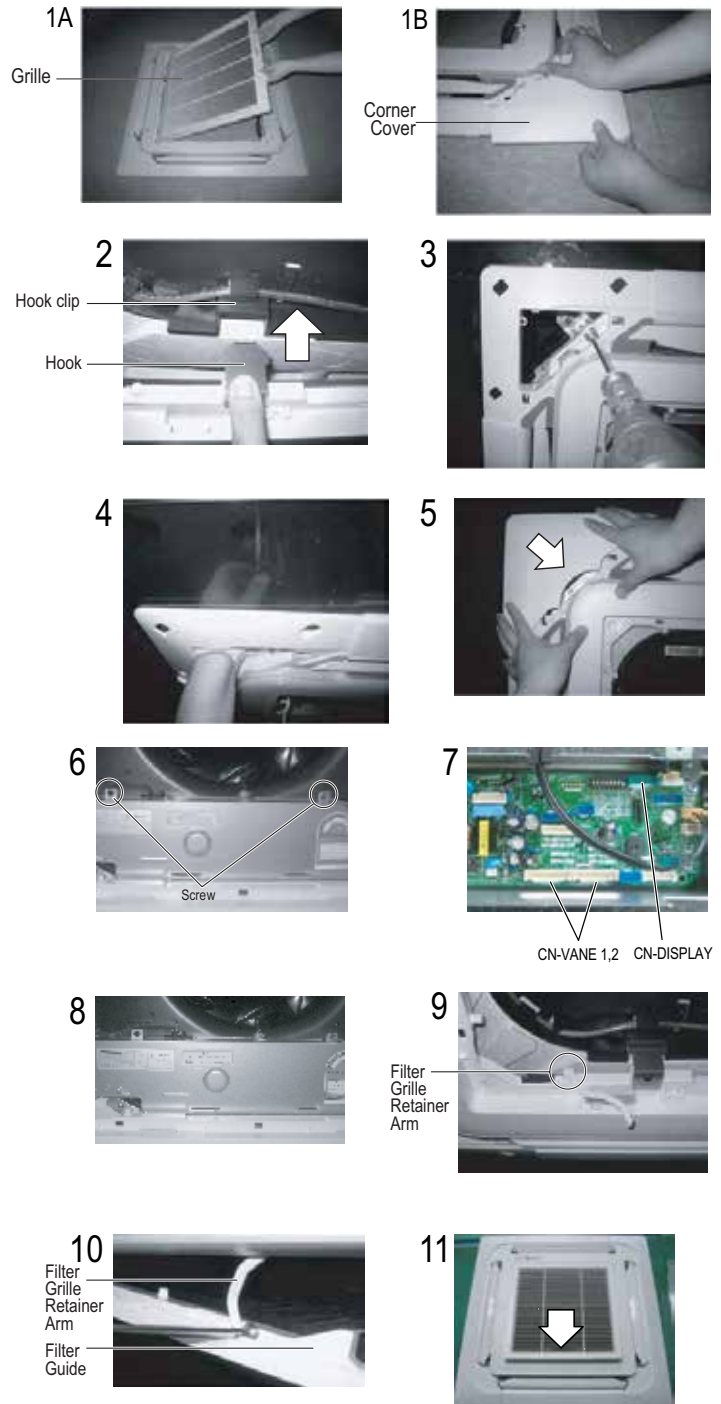 1A
Grille
1B
Corner
Cover
2
Hook clip
Hook
3
4
5
6
Screw
7
CN-VANE 1,2
CN-DISPLAY
8
9
Filter
Grille
Retainer
Arm
10
Filter
Grille
Retainer
Arm
Filter
Guide
11